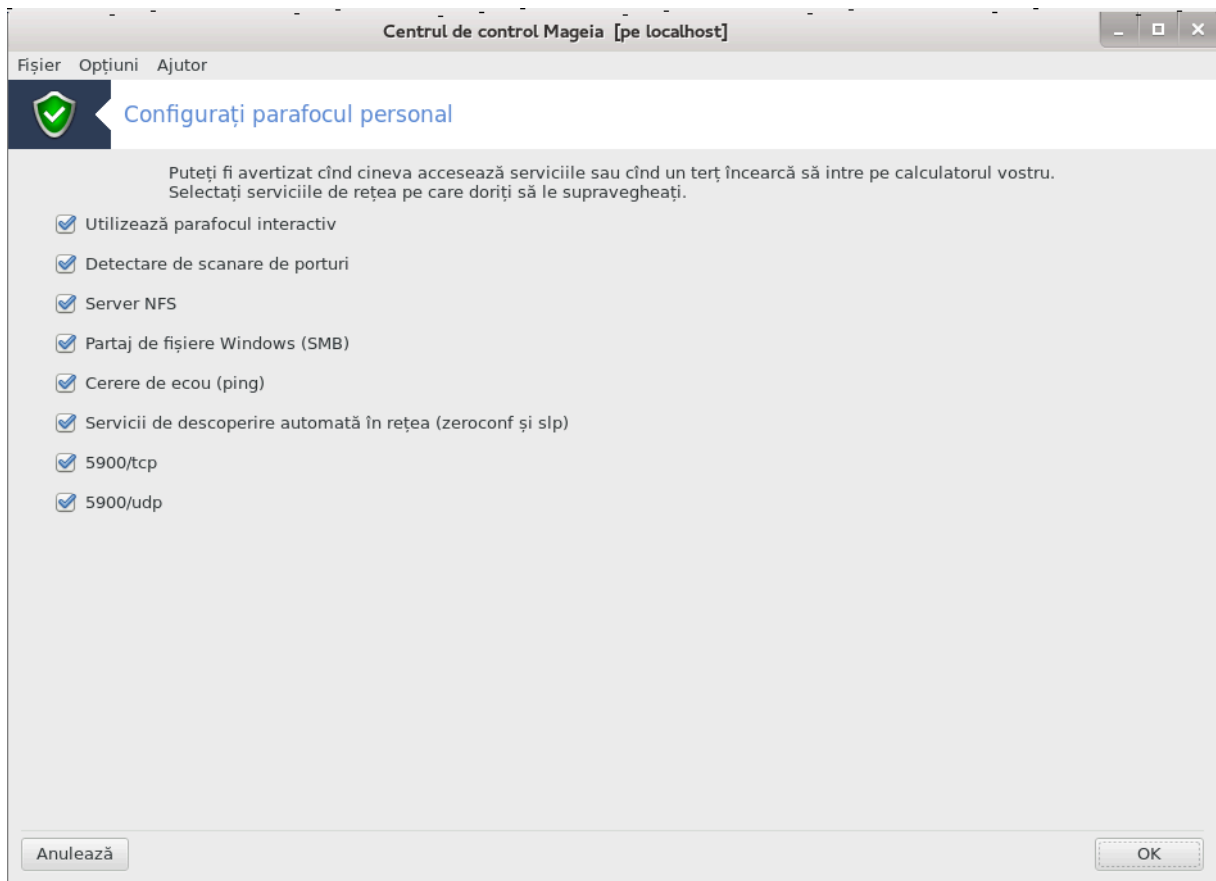 Centrul de control Mageia [pe localhost]
Fișier Opțiuni Ajutor
Configurați parafocul personal
Puteți fi avertizat cînd cineva accesează serviciile sau cînd un terț încearcă să intre pe calculatorul vostru.
Selectați serviciile de rețea pe care doriți să le supravegheați.
Utilizează parafocul interactiv
Detectare de scanare de porturi
Server NFS
Partaj de fișiere Windows (SMB)
Cerere de ecou (ping)
Servicii de descoperire automată în rețea (zeroconf și slp)
5900/tcp
5900/udp
Anulează OK